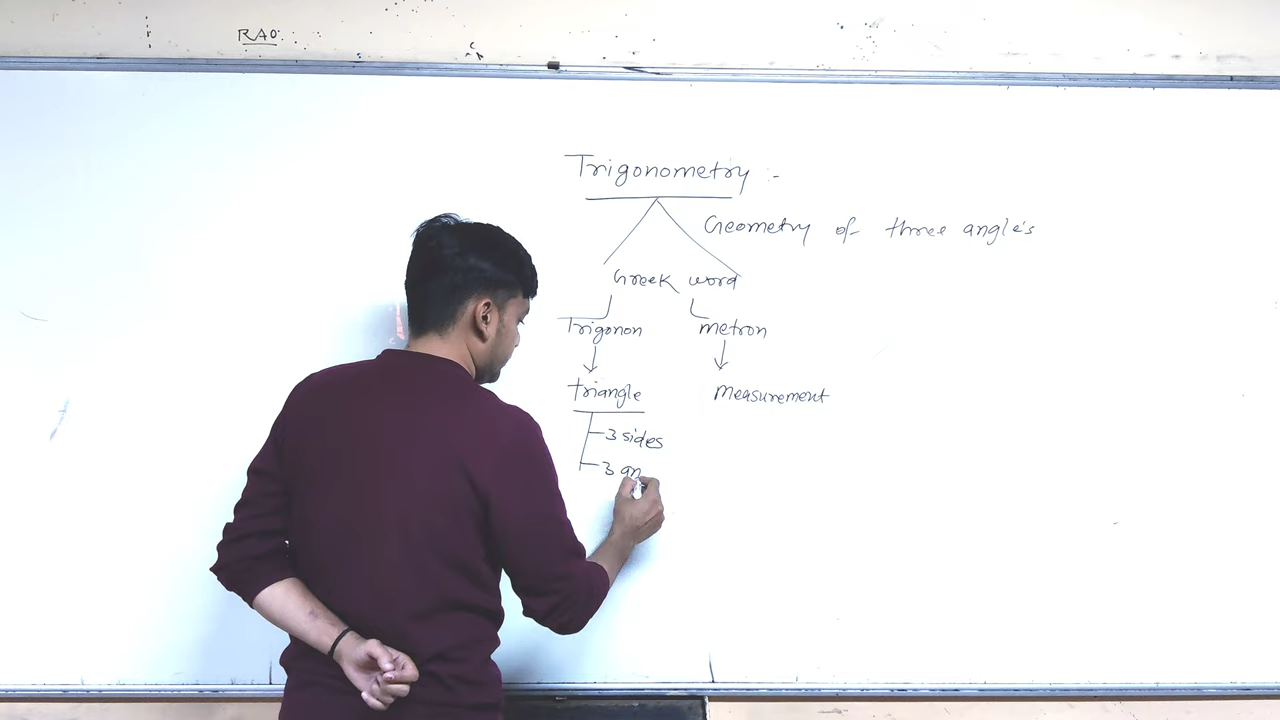 RAO
Trigonometry :-
Geometry of three angle's
Greek word
Trigonon metron
triangle Measurement
3 sides
3 an